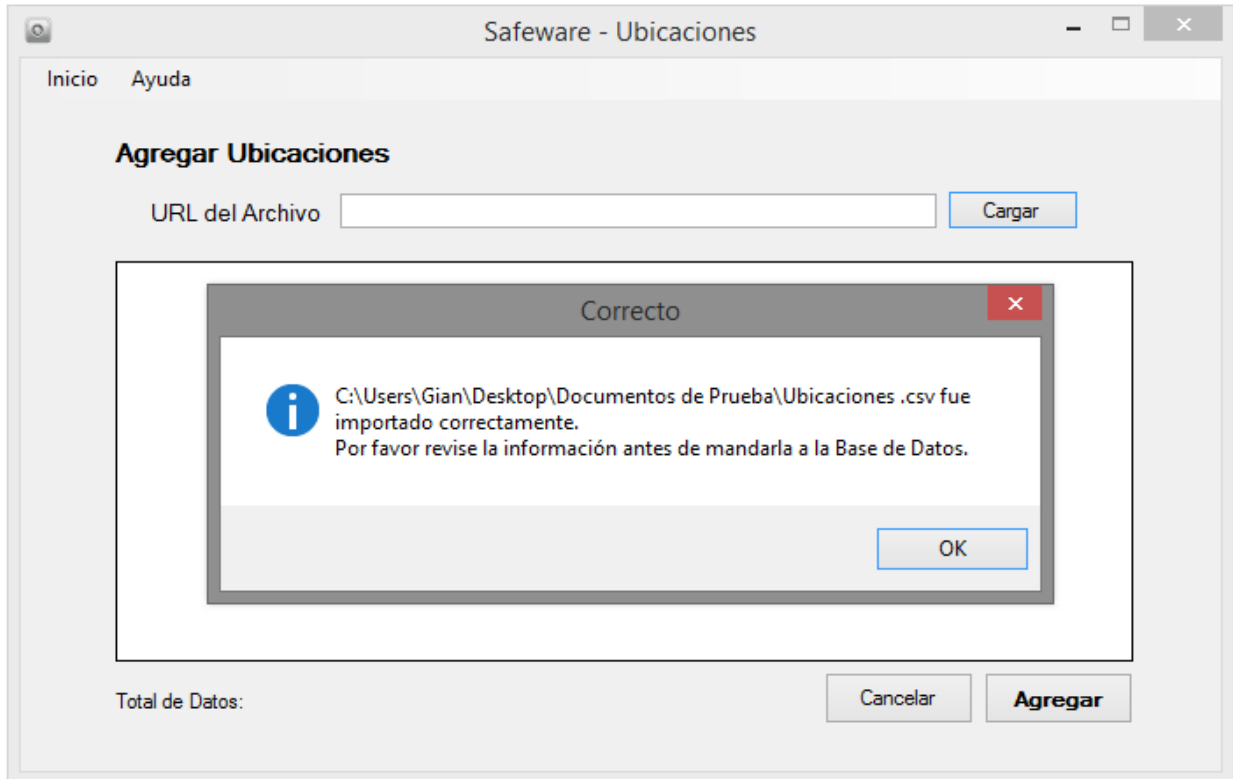 Safeware - Ubicaciones
Inicio Ayuda
Agregar Ubicaciones
URL del Archivo Cargar
Correcto
C:\Users\Gian\Desktop\Documentos de Prueba\Ubicaciones .csv fue
importado correctamente.
Por favor revise la información antes de mandarla a la Base de Datos.
OK
Total de Datos: Cancelar Agregar